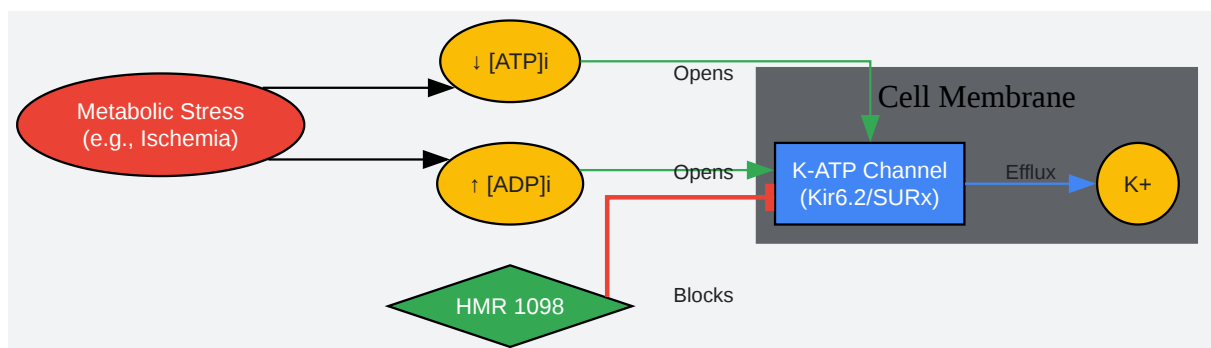 Metabolic Stress
(e.g., Ischemia)
↓ [ATP]i
Opens
Cell Membrane
↑ [ADP]i
Opens
K-ATP Channel
(Kir6.2/SURx)
Efflux
K+
HMR 1098
Blocks